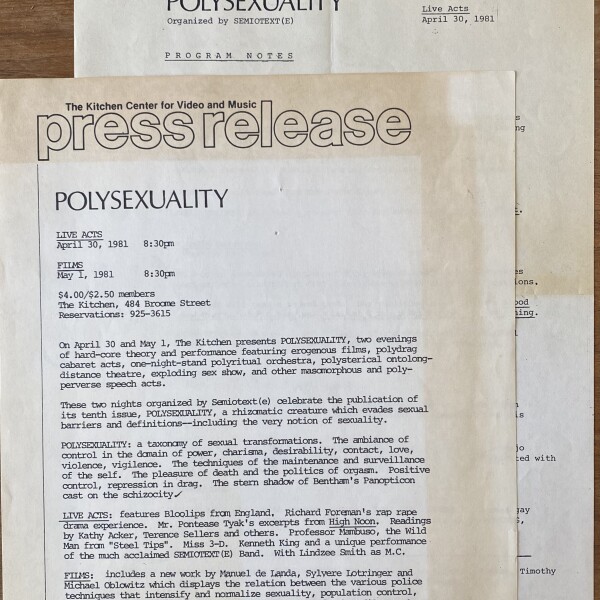 POLYSEXUALITY
Organized by SEMIOTEXT(E)
Live Acts
April 30, 1981
PROGRAM NOTES
The Kitchen Center for Video and Music
press release
POLYSEXUALITY
LIVE ACTS
April 30, 1981 8:30pm
FILMS
May 1, 1981 8:30pm
$4.00/$2.50 members
The Kitchen, 484 Broome Street
Reservations: 925-3615
On April 30 and May 1, The Kitchen presents POLYSEXUALITY, two evenings
of hard-core theory and performance featuring erogenous films, polydrag
cabaret acts, one-night-stand polyritual orchestra, polysterical ontolong-
distance theatre, exploding sex show, and other masomorphous and poly-
perverse speech acts.
These two nights organized by Semiotext(e) celebrate the publication of
its tenth issue, POLYSEXUALITY, a rhizomatic creature which evades sexual
barriers and definitions--including the very notion of sexuality.
POLYSEXUALITY: a taxonomy of sexual transformations. The ambiance of
control in the domain of power, charisma, desirability, contact, love,
violence, vigilence. The techniques of the maintenance and surveillance
of the self. The pleasure of death and the politics of orgasm. Positive
control, repression in drag. The stern shadow of Bentham's Panopticon
cast on the schizocity
LIVE ACTS: features Bloolips from England. Richard Foreman's rap rape
drama experience. Mr. Pontease Tyak's excerpts from High Noon. Readings
by Kathy Acker, Terence Sellers and others. Professor Mambuso, the Wild
Man from "Steel Tips". Miss 3-D. Kenneth King and a unique performance
of the much acclaimed SEMIOTEXT(E) Band. With Lindzee Smith as M.C.
FILMS: includes a new work by Manuel de Landa, Sylvere Lotringer and
Michael Oblowitz which displays the relation between the various police
techniques that intensify and normalize sexuality, population control,
ng
ions.
ood
ning.
jo
ted with
gay
Timothy